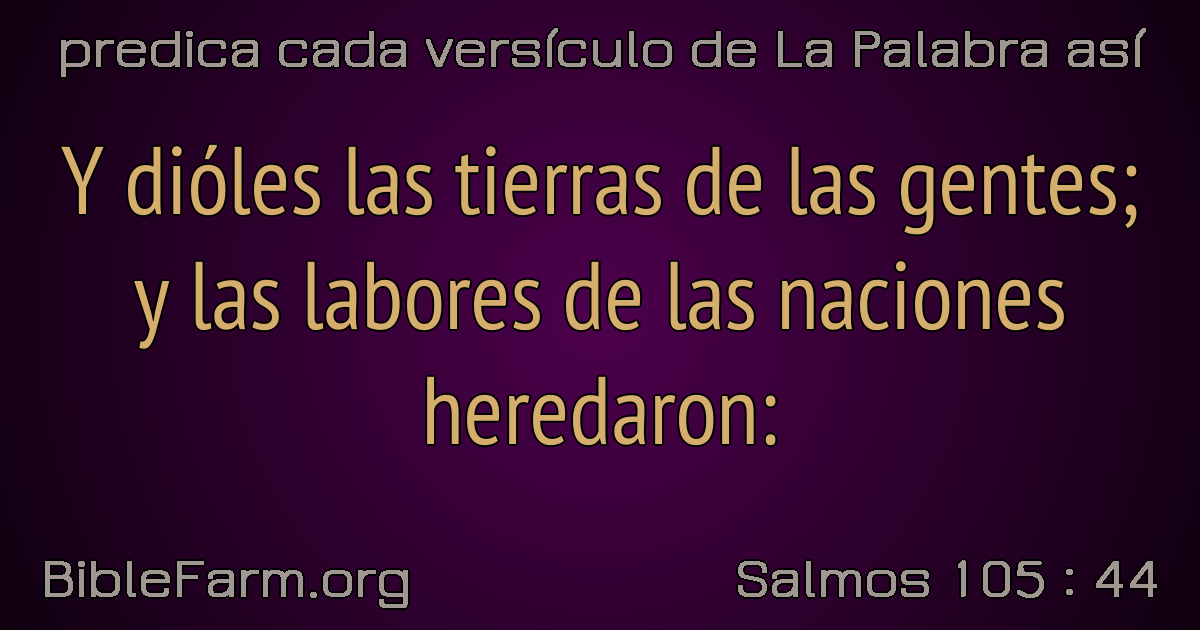 predica cada versículo de La Palabra así
Y dióles las tierras de las gentes;
y las labores de las naciones
heredaron:
BibleFarm.org
Salmos 105 : 44